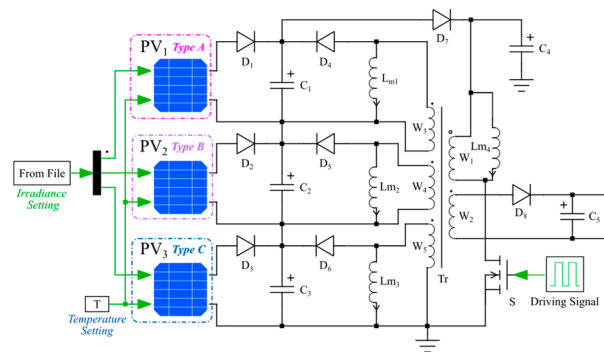 PV1 Type A
D1
D4
D7
C4
C1
Lm1
W3
PV2 Type B
D2
D5
W1
Lm4
From File
Irradiance
Setting
C2
Lm2
W4
W2
D8
C5
PV3 Type C
D3
D6
W5
C3
Lm3
Tr
S
Driving Signal
T
Temperature
Setting